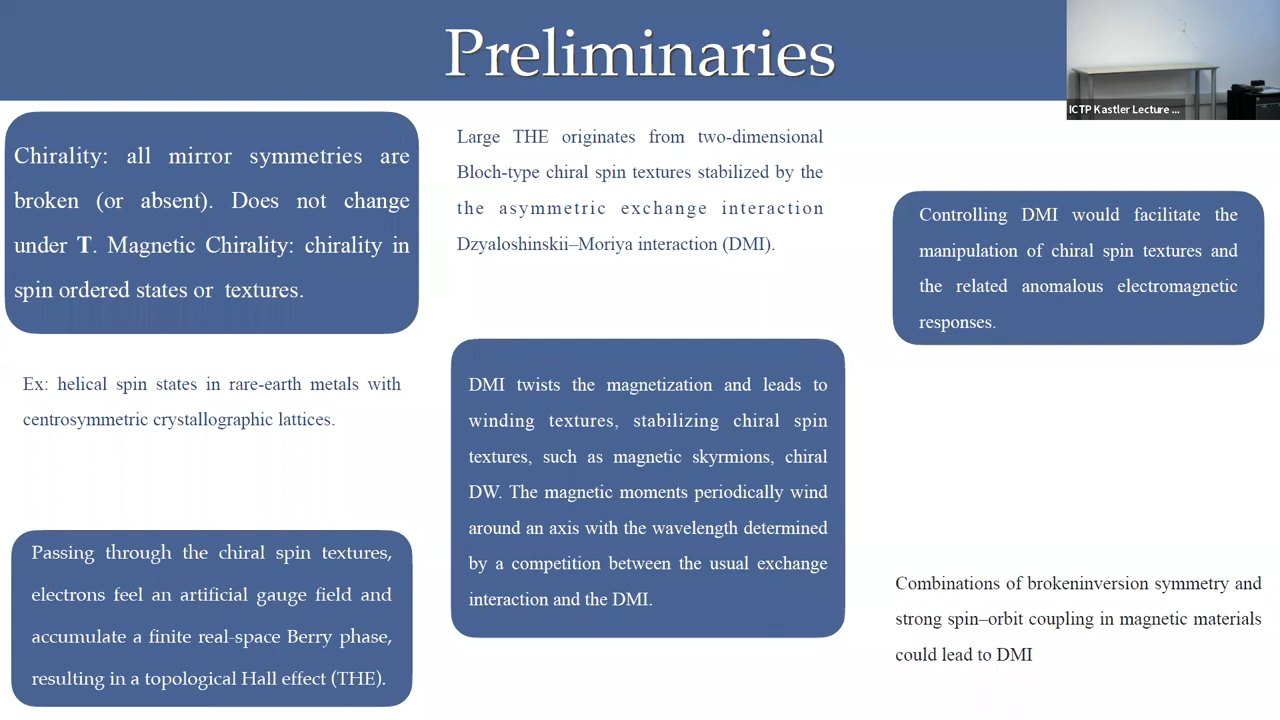 Preliminaries
ICTP Kastler Lecture ...
Chirality: all mirror symmetries are
broken (or absent). Does not change
under T. Magnetic Chirality: chirality in
spin ordered states or textures.
Ex: helical spin states in rare-earth metals with
centrosymmetric crystallographic lattices.
Passing through the chiral spin textures,
electrons feel an artificial gauge field and
accumulate a finite real-space Berry phase,
resulting in a topological Hall effect (THE).
Large THE originates from two-dimensional
Bloch-type chiral spin textures stabilized by the
the asymmetric exchange interaction
Dzyaloshinskii–Moriya interaction (DMI).
DMI twists the magnetization and leads to
winding textures, stabilizing chiral spin
textures, such as magnetic skyrmions, chiral
DW. The magnetic moments periodically wind
around an axis with the wavelength determined
by a competition between the usual exchange
interaction and the DMI.
Controlling DMI would facilitate the
manipulation of chiral spin textures and
the related anomalous electromagnetic
responses.
Combinations of brokeninversion symmetry and
strong spin–orbit coupling in magnetic materials
could lead to DMI